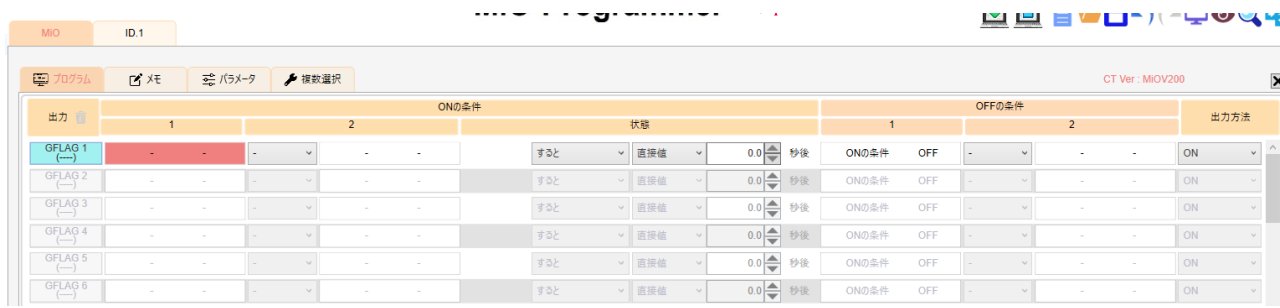 MiO Programmer
MiO ID.1
プログラム メモ パラメータ 複数選択 CT Ver : MiOV200
出力 ONの条件 OFFの条件 出力方法
1 2 状態 1 2
GFLAG 1 (----) - - - - - すると 直接値 0.0 秒後 ONの条件 OFF - - - ON
GFLAG 2 (----) - - - - - すると 直接値 0.0 秒後 ONの条件 OFF - - - ON
GFLAG 3 (----) - - - - - すると 直接値 0.0 秒後 ONの条件 OFF - - - ON
GFLAG 4 (----) - - - - - すると 直接値 0.0 秒後 ONの条件 OFF - - - ON
GFLAG 5 (----) - - - - - すると 直接値 0.0 秒後 ONの条件 OFF - - - ON
GFLAG 6 (----) - - - - - すると 直接値 0.0 秒後 ONの条件 OFF - - - ON